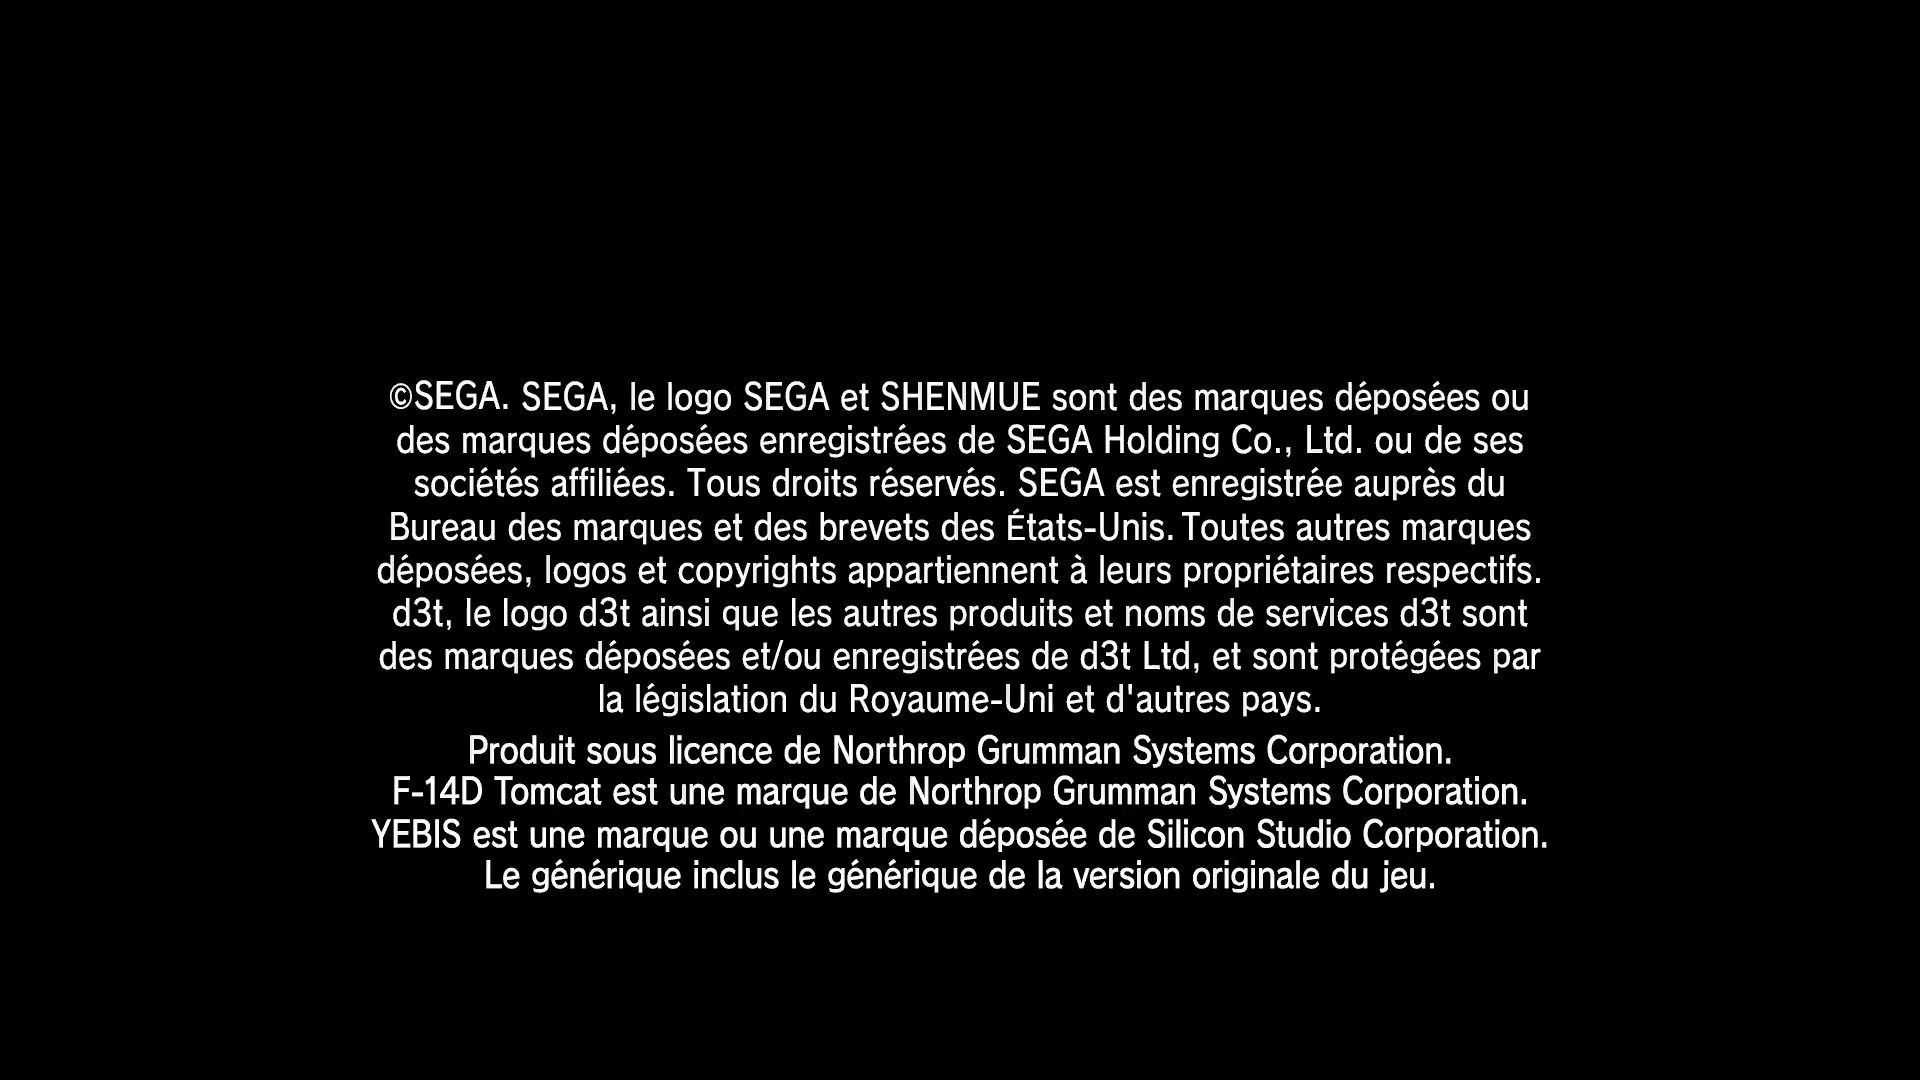 ©SEGA. SEGA, le logo SEGA et SHENMUE sont des marques déposées ou
des marques déposées enregistrées de SEGA Holding Co., Ltd. ou de ses
sociétés affiliées. Tous droits réservés. SEGA est enregistrée auprès du
Bureau des marques et des brevets des États-Unis. Toutes autres marques
déposées, logos et copyrights appartiennent à leurs propriétaires respectifs.
d3t, le logo d3t ainsi que les autres produits et noms de services d3t sont
des marques déposées et/ou enregistrées de d3t Ltd, et sont protégées par
la législation du Royaume-Uni et d'autres pays.
Produit sous licence de Northrop Grumman Systems Corporation.
F-14D Tomcat est une marque de Northrop Grumman Systems Corporation.
YEBIS est une marque ou une marque déposée de Silicon Studio Corporation.
Le générique inclus le générique de la version originale du jeu.